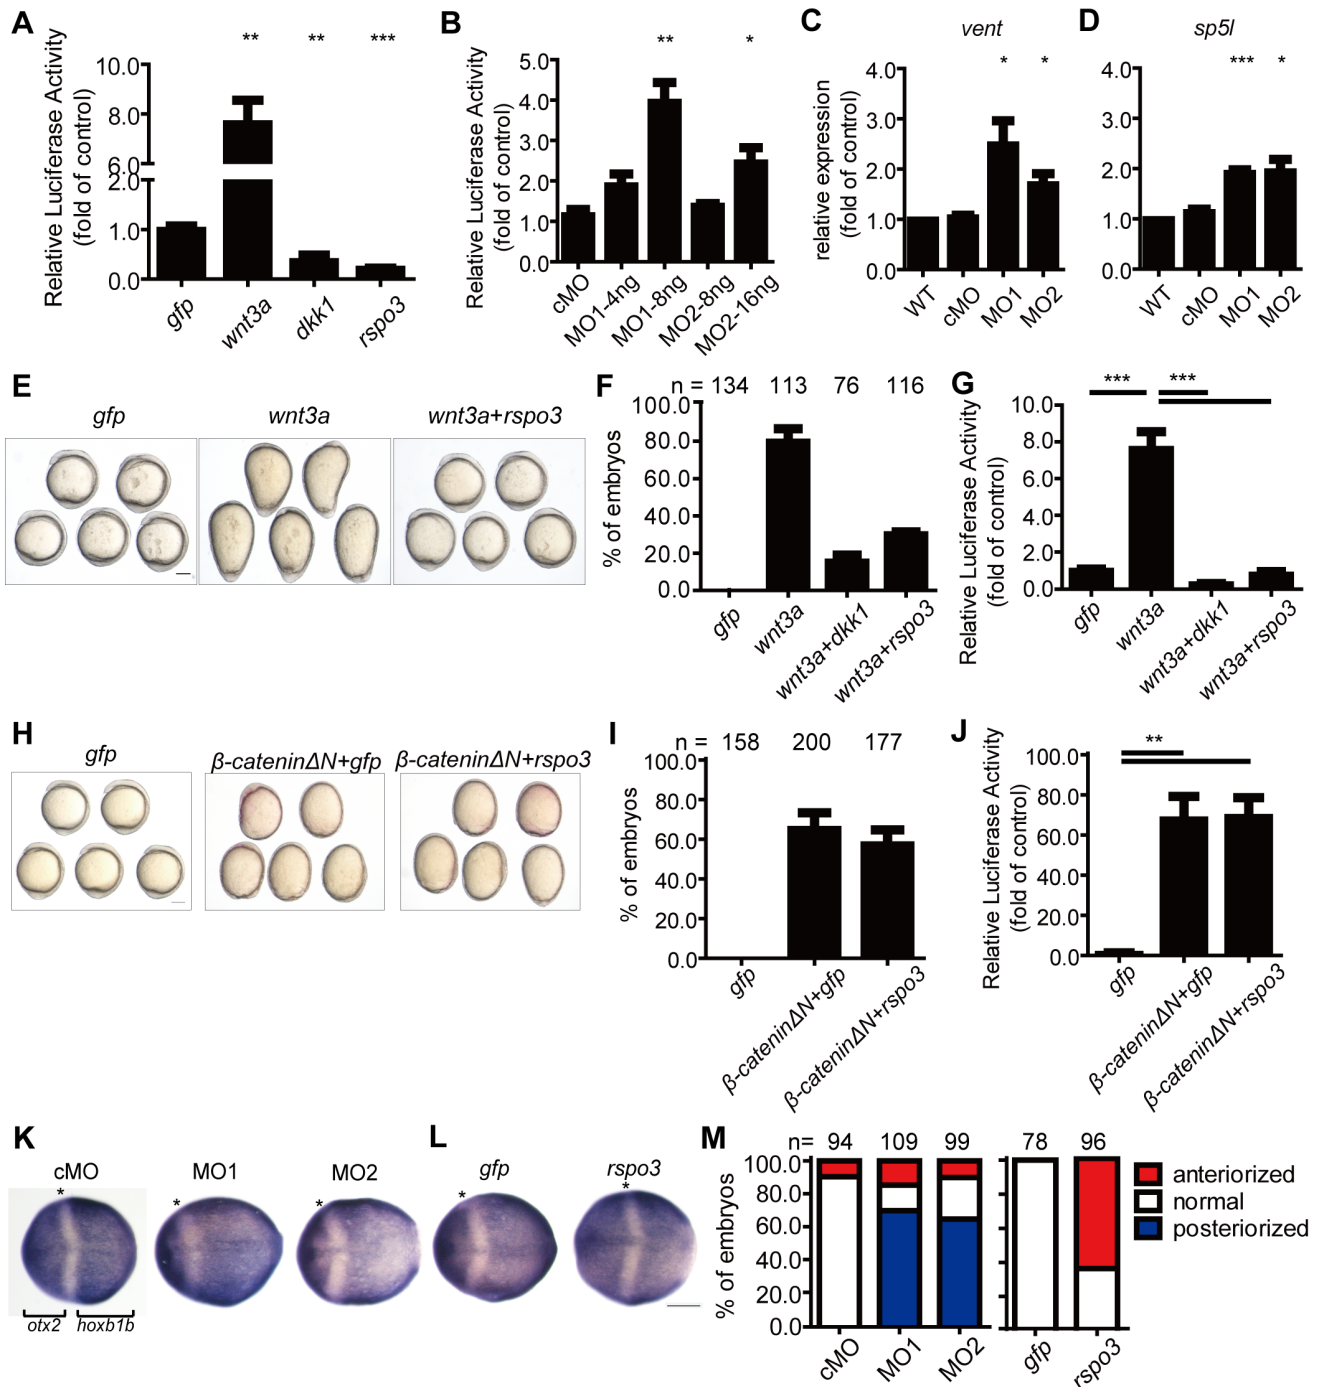 A
Relative Luciferase Activity
(fold of control)
** ** ***
10.0
8.0
6.0
2.0
1.0
0.0
gfp
wnt3a
dkk1
rspo3
B
Relative Luciferase Activity
(fold of control)
** *
5.0
4.0
5.0
2.0
1.0
0.0
cMO
MO1-4ng
MO1-8ng
MO2-8ng
MO2-16ng
C
vent
relative expression
(fold of control)
* *
4.0
3.0
2.0
1.0
0.0
WT
cMO
MO1
MO2
D
sp5l
*** *
4.0
3.0
2.0
1.0
0.0
WT
cMO
MO1
MO2
E
gfp
wnt3a
wnt3a+rspo3
F
n = 134 113 76 116
% of embryos
100.0
80.0
60.0
40.0
20.0
0.0
gfp
wnt3a
wnt3a+dkk1
wnt3a+rspo3
G
Relative Luciferase Activity
(fold of control)
*** ***
10.0
8.0
6.0
4.0
2.0
0.0
gfp
wnt3a
wnt3a+dkk1
wnt3a+rspo3
H
gfp
β-cateninΔN+gfp
β-cateninΔN+rspo3
I
n = 158 200 177
% of embryos
100.0
80.0
60.0
40.0
20.0
0.0
gfp
β-cateninΔN+gfp
β-cateninΔN+rspo3
J
Relative Luciferase Activity
(fold of control)
**
100.0
80.0
60.0
40.0
20.0
0.0
gfp
β-cateninΔN+gfp
β-cateninΔN+rspo3
K
cMO
MO1
MO2
* * *
otx2 hoxb1b
L
gfp
rspo3
* *
M
n= 94 109 99 78 96
% of embryos
100.0
80.0
60.0
40.0
20.0
0.0
cMO
MO1
MO2
gfp
rspo3
anteriorized
normal
posteriorized